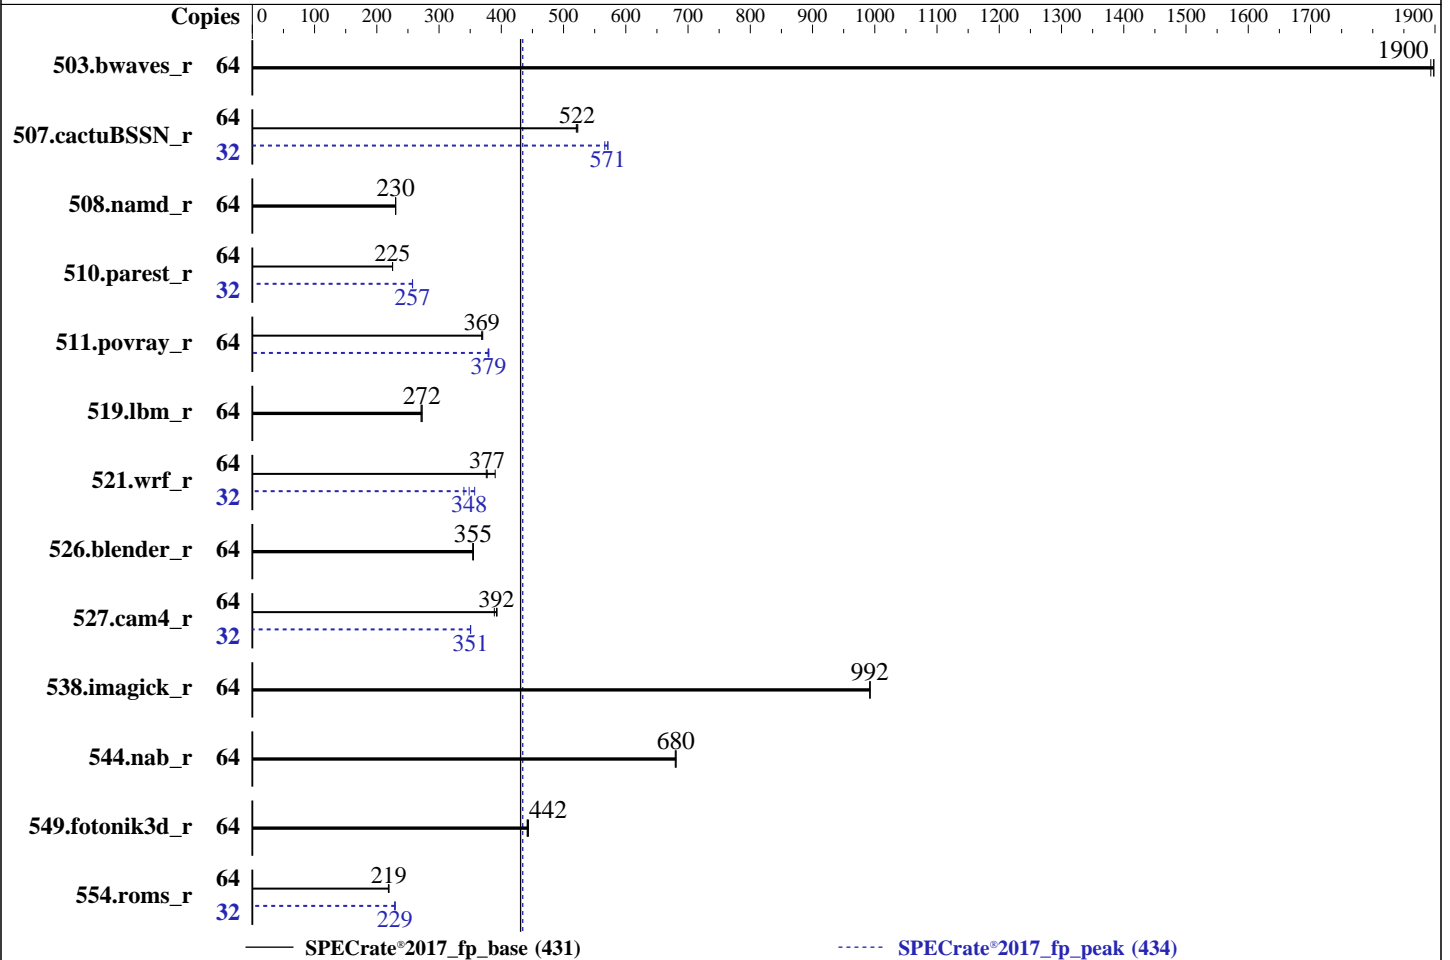 Copies 0 100 200 300 400 500 600 700 800 900 1000 1100 1200 1300 1400 1500 1600 1700 1900
503.bwaves_r 64 1900
507.cactuBSSN_r 64 522
32 571
508.namd_r 64 230
510.parest_r 64 225
32 257
511.povray_r 64 369
379
519.lbm_r 64 272
521.wrf_r 64 377
32 348
526.blender_r 64 355
527.cam4_r 64 392
32 351
538.imagick_r 64 992
544.nab_r 64 680
549.fotonik3d_r 64 442
554.roms_r 64 219
32 229
SPECrate®2017_fp_base (431) SPECrate®2017_fp_peak (434)